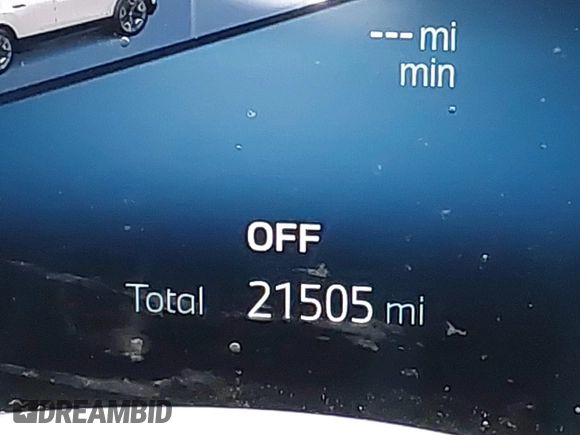 --- mi
min
OFF
Total 21505 mi
DREAMBID